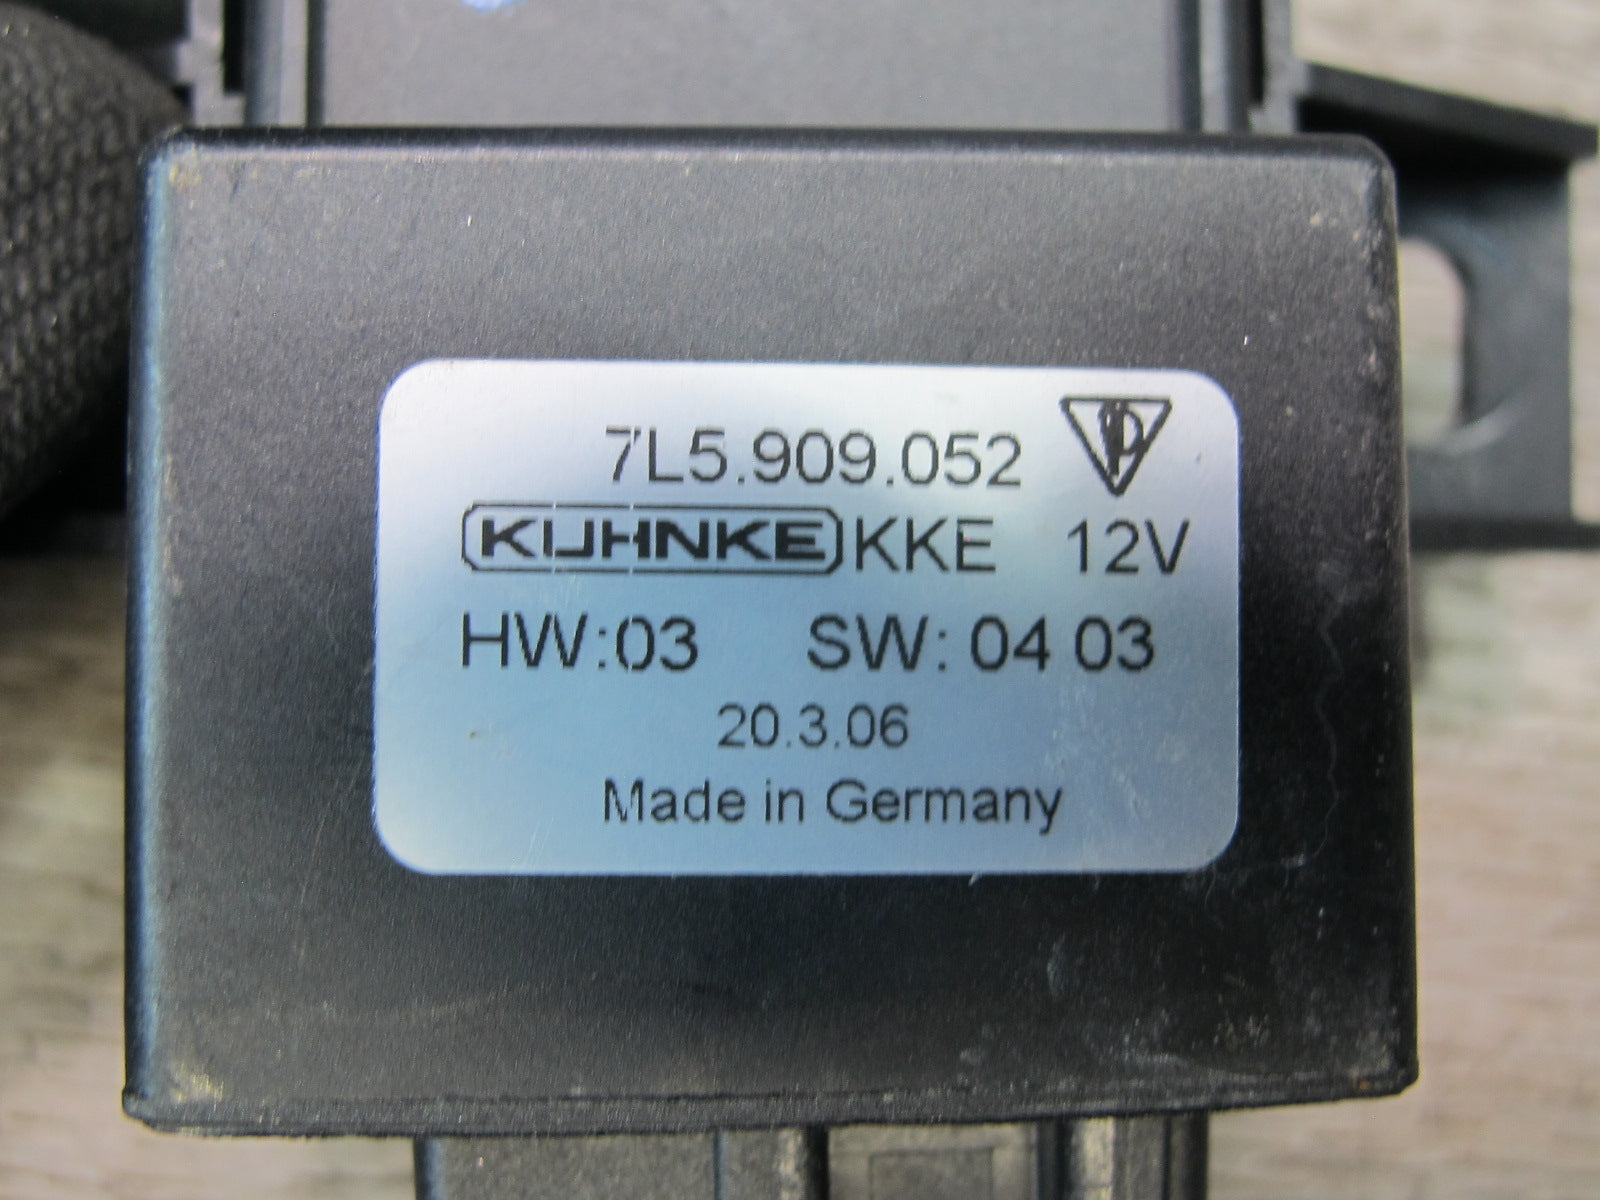 7L5.909.052 P
KUHNKE KKE 12V
HW:03 SW: 04 03
20.3.06
Made in Germany